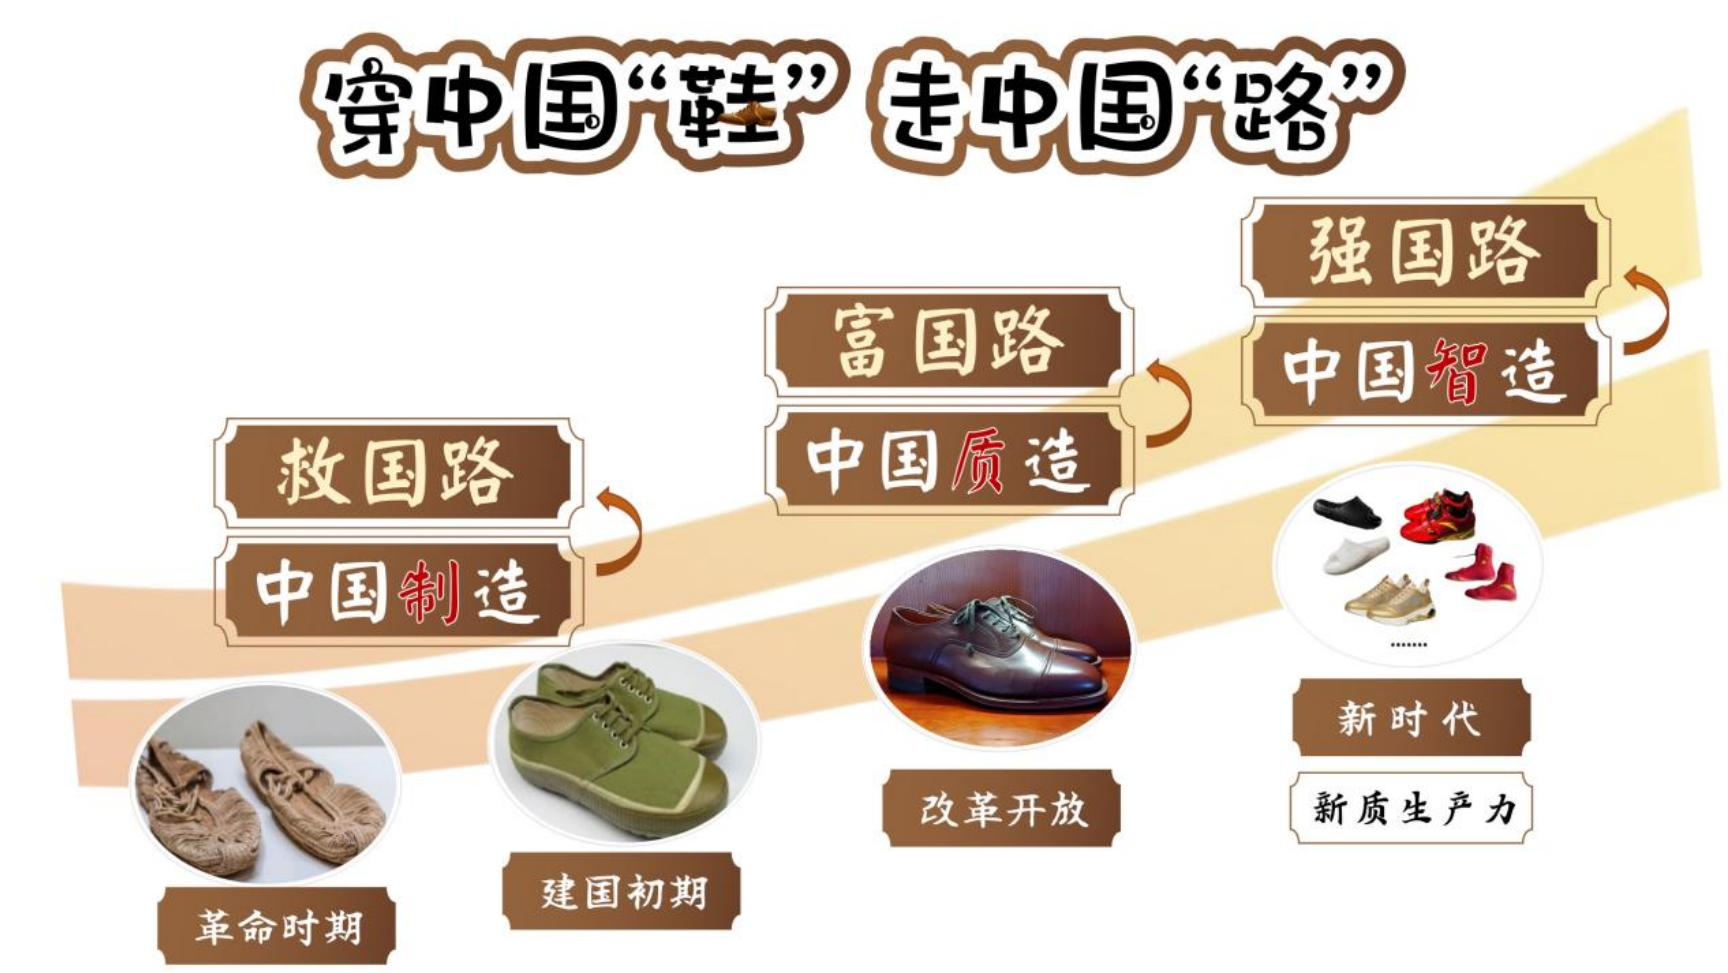 穿中国“鞋” 走中国“路”
强国路
中国智造
富国路
中国质造
救国路
中国制造
.......
新时代
新质生产力
改革开放
建国初期
革命时期